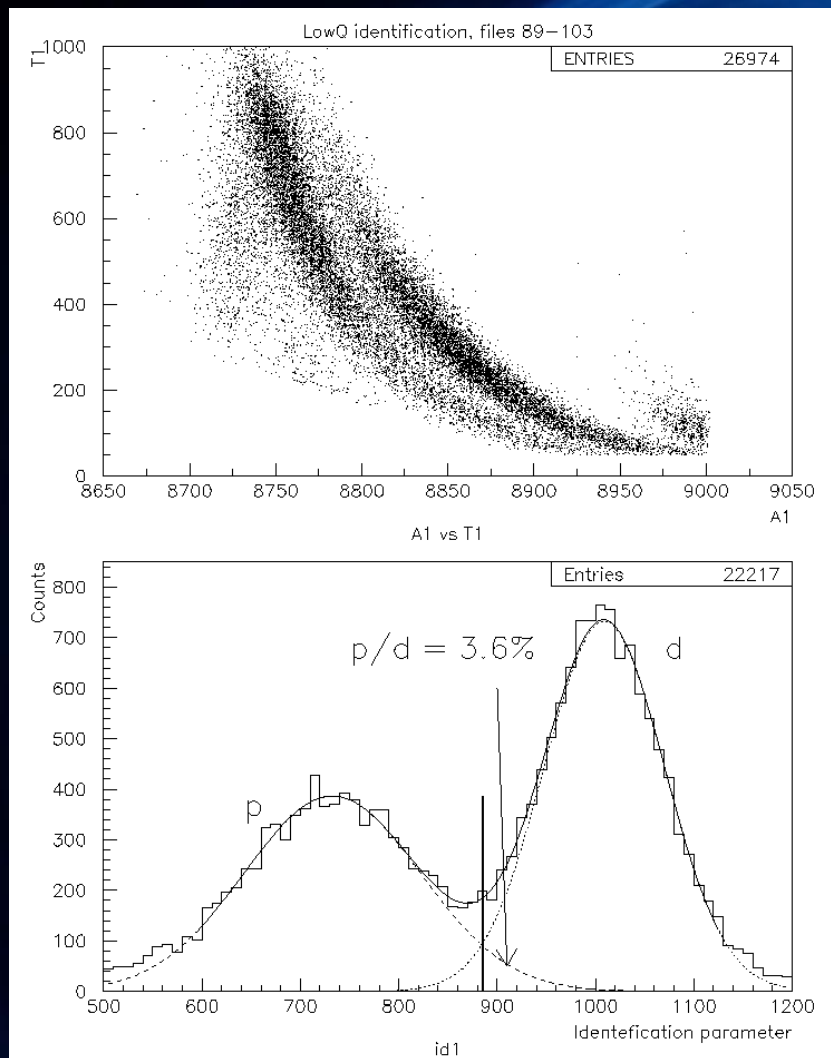 LowQ identification, files 89-103
T1
ENTRIES 26974
1000
800
600
400
200
0
8650 8700 8750 8800 8850 8900 8950 9000 9050
A1
A1 vs T1
Counts
Entries 22217
800
700
600
500
400
300
200
100
0
p/d = 3.6%
d
p
500 600 700 800 900 1000 1100 1200
Identefication parameter
id1